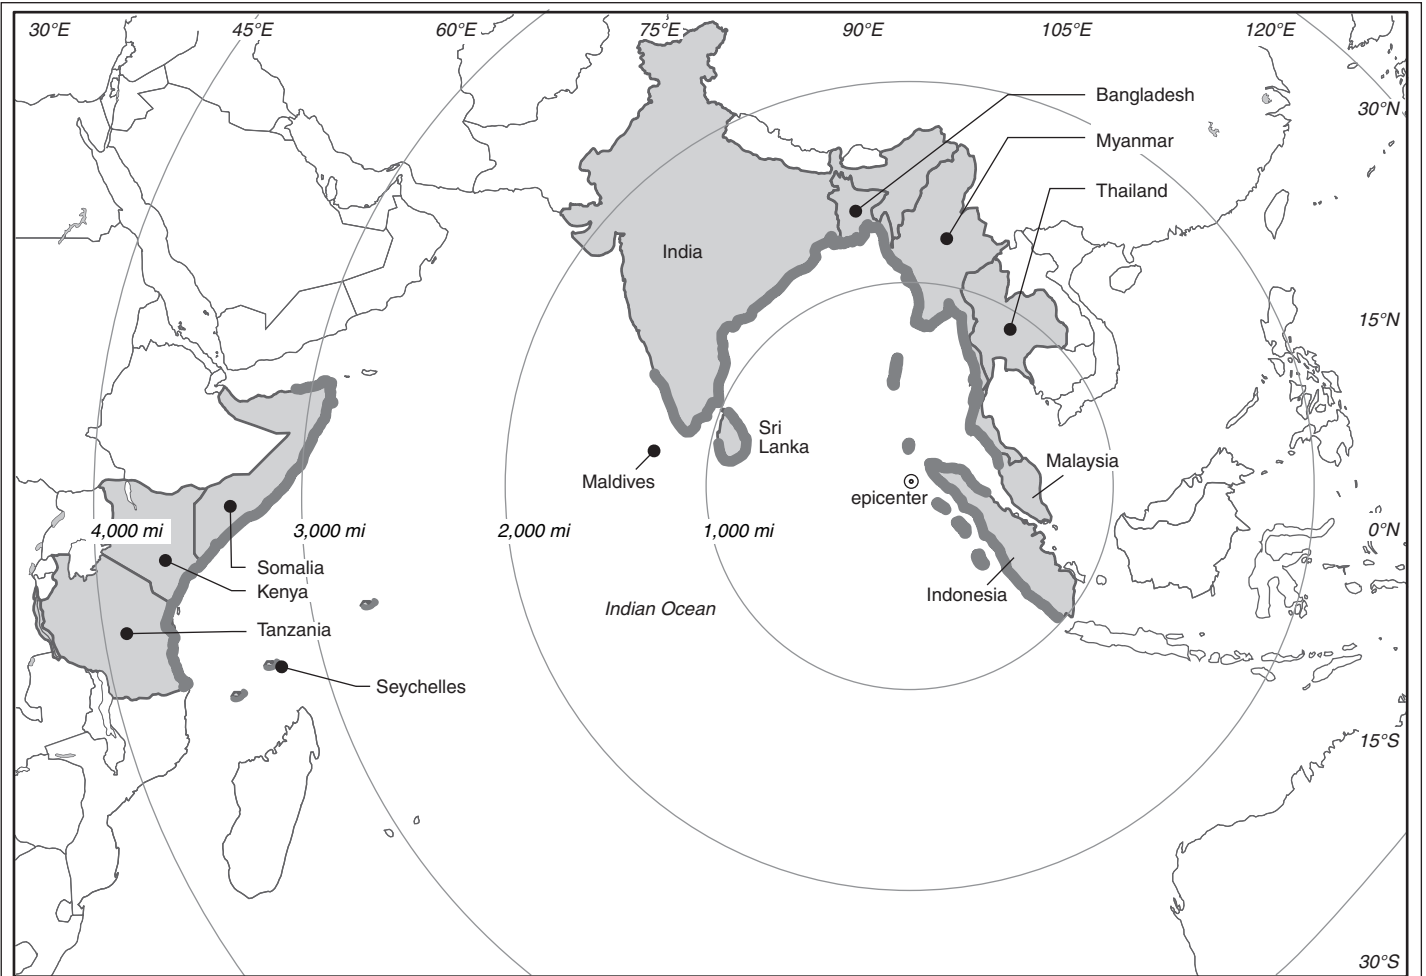 30°E 45°E 60°E 75°E 90°E 105°E 120°E
Bangladesh
30°N
Myanmar
Thailand
India
15°N
Sri
Lanka
Malaysia
Maldives
epicenter
4,000 mi 3,000 mi 2,000 mi 1,000 mi
0°N
Somalia
Kenya
Indonesia
Indian Ocean
Tanzania
Seychelles
15°S
30°S